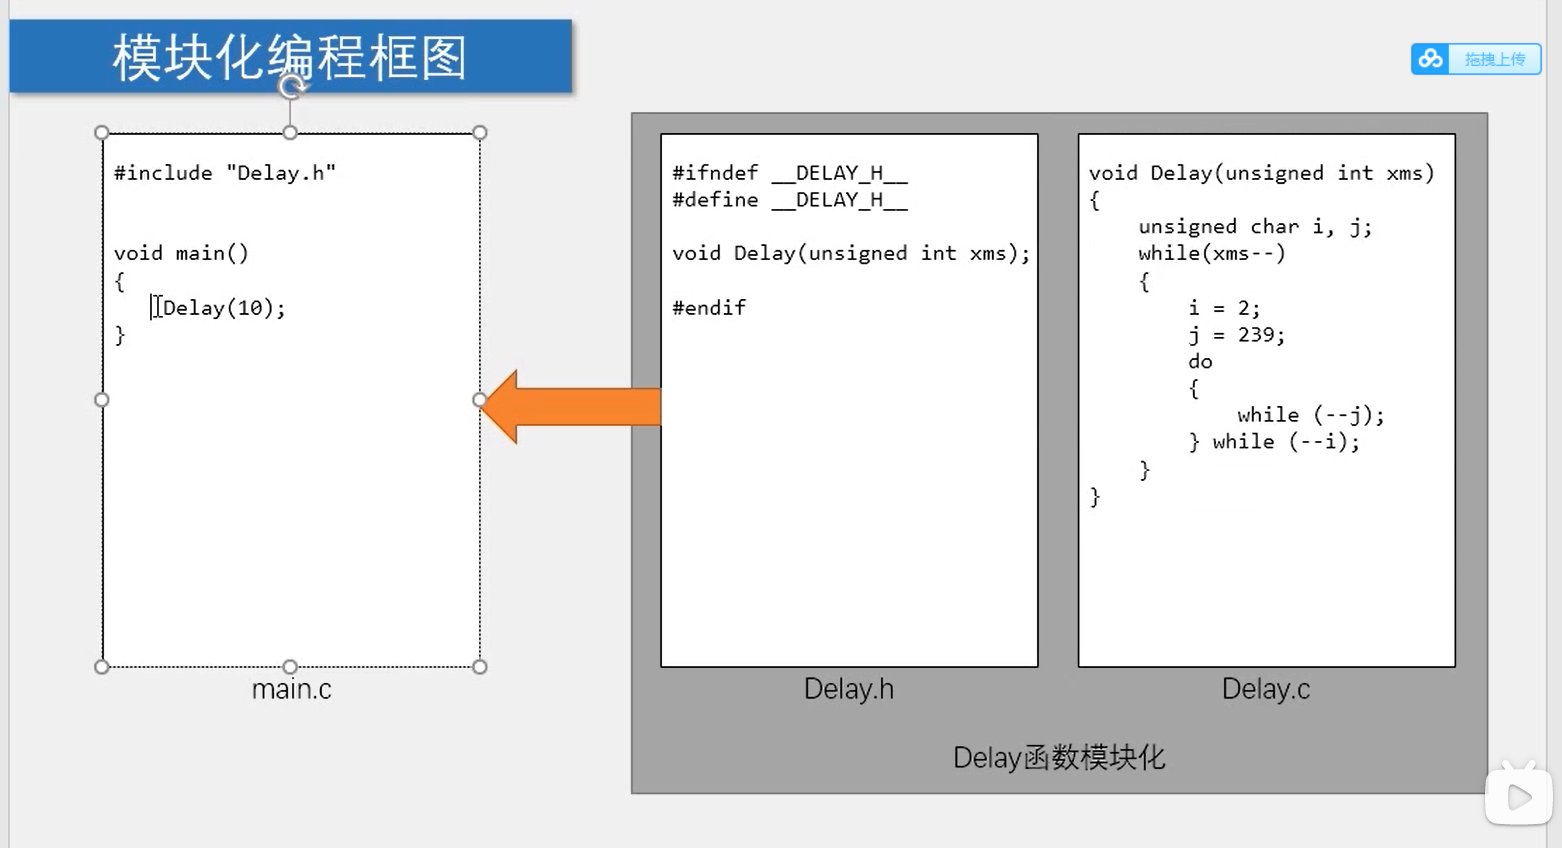 模块化编程框图
拖拽上传
#include "Delay.h"
void main()
{
Delay(10);
}
main.c
#ifndef __DELAY_H__
#define __DELAY_H__
void Delay(unsigned int xms);
#endif
Delay.h
void Delay(unsigned int xms)
{
unsigned char i, j;
while(xms--)
{
i = 2;
j = 239;
do
{
while (--j);
} while (--i);
}
}
Delay.c
Delay函数模块化